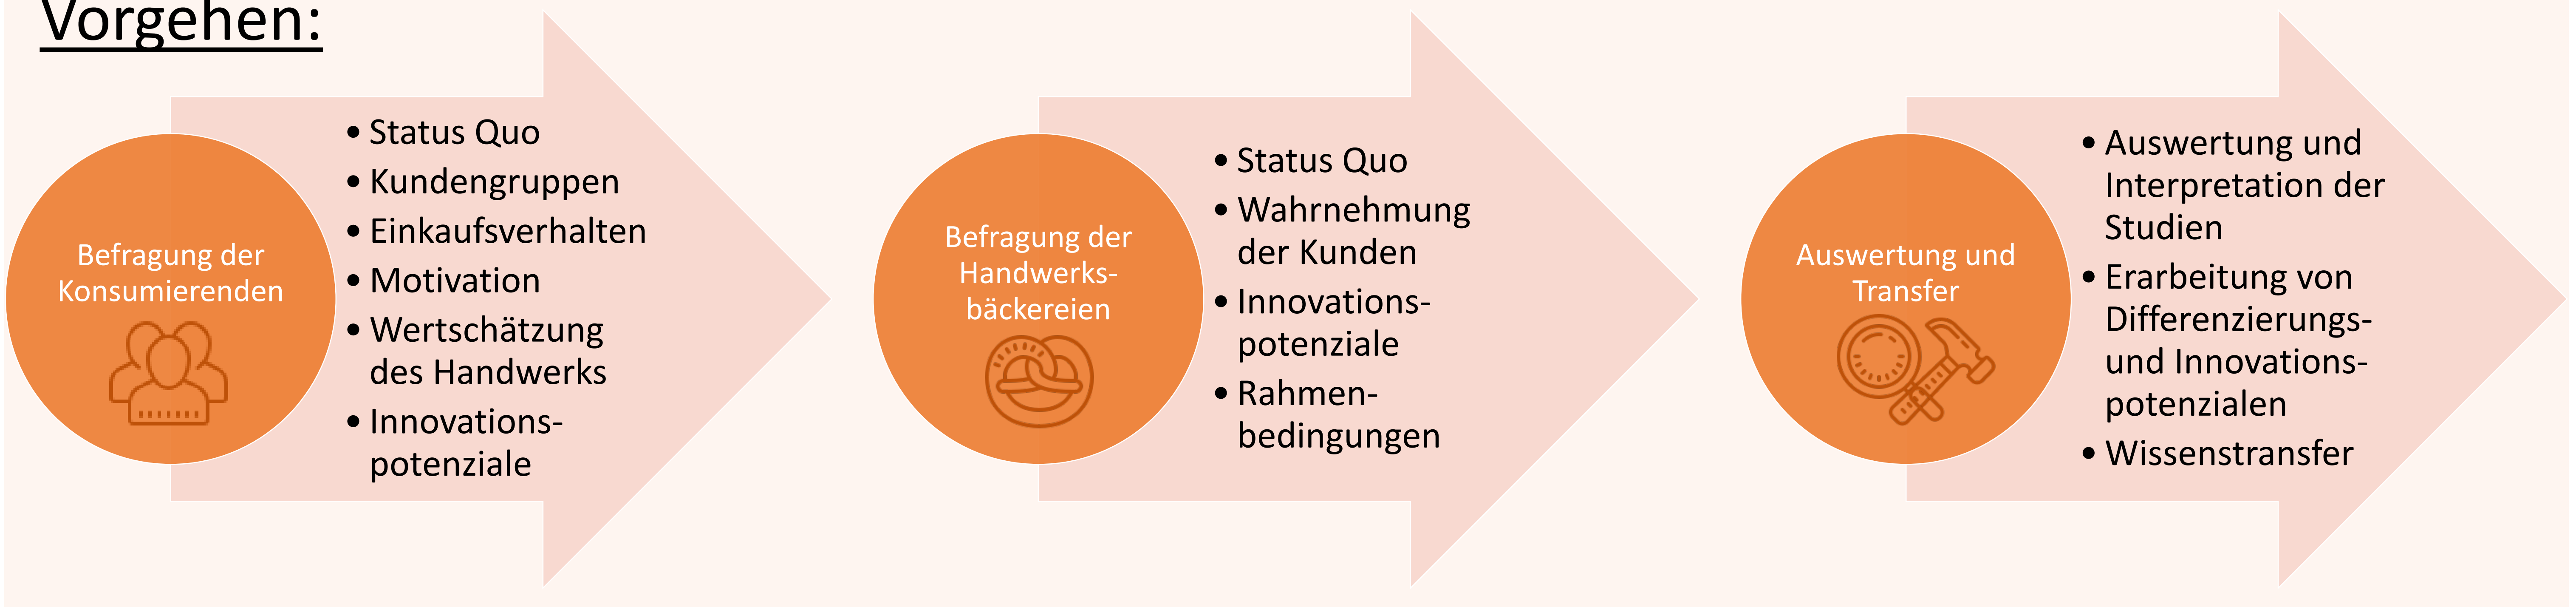 Vorgehen:
Befragung der
Konsumierenden
• Status Quo
• Kundengruppen
• Einkaufsverhalten
• Motivation
• Wertschätzung
des Handwerks
• Innovations-
potenziale
Befragung der
Handwerks-
bäckereien
• Status Quo
• Wahrnehmung
der Kunden
• Innovations-
potenziale
• Rahmen-
bedingungen
Auswertung und
Transfer
• Auswertung und
Interpretation der
Studien
• Erarbeitung von
Differenzierungs-
und Innovations-
potenzialen
• Wissenstransfer